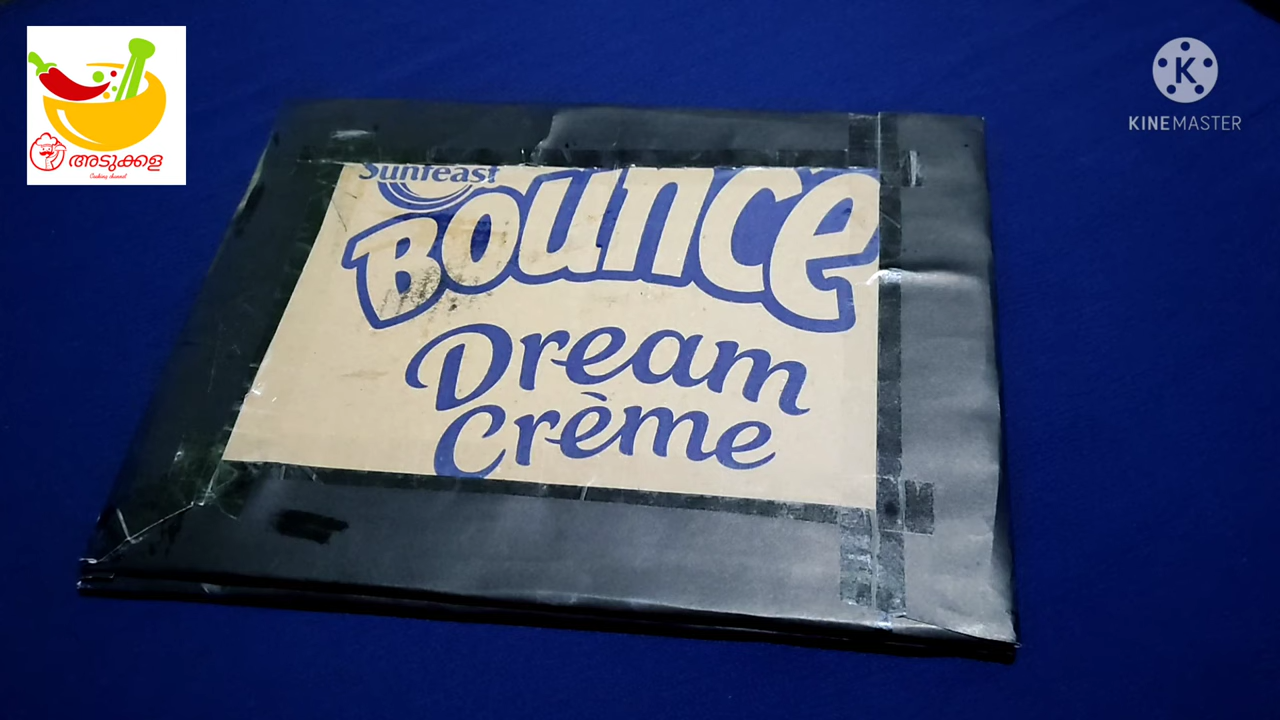 അടുക്കള
Cooking channel
KINEMASTER
Sunfeast
BOUNCE
Dream
Crème